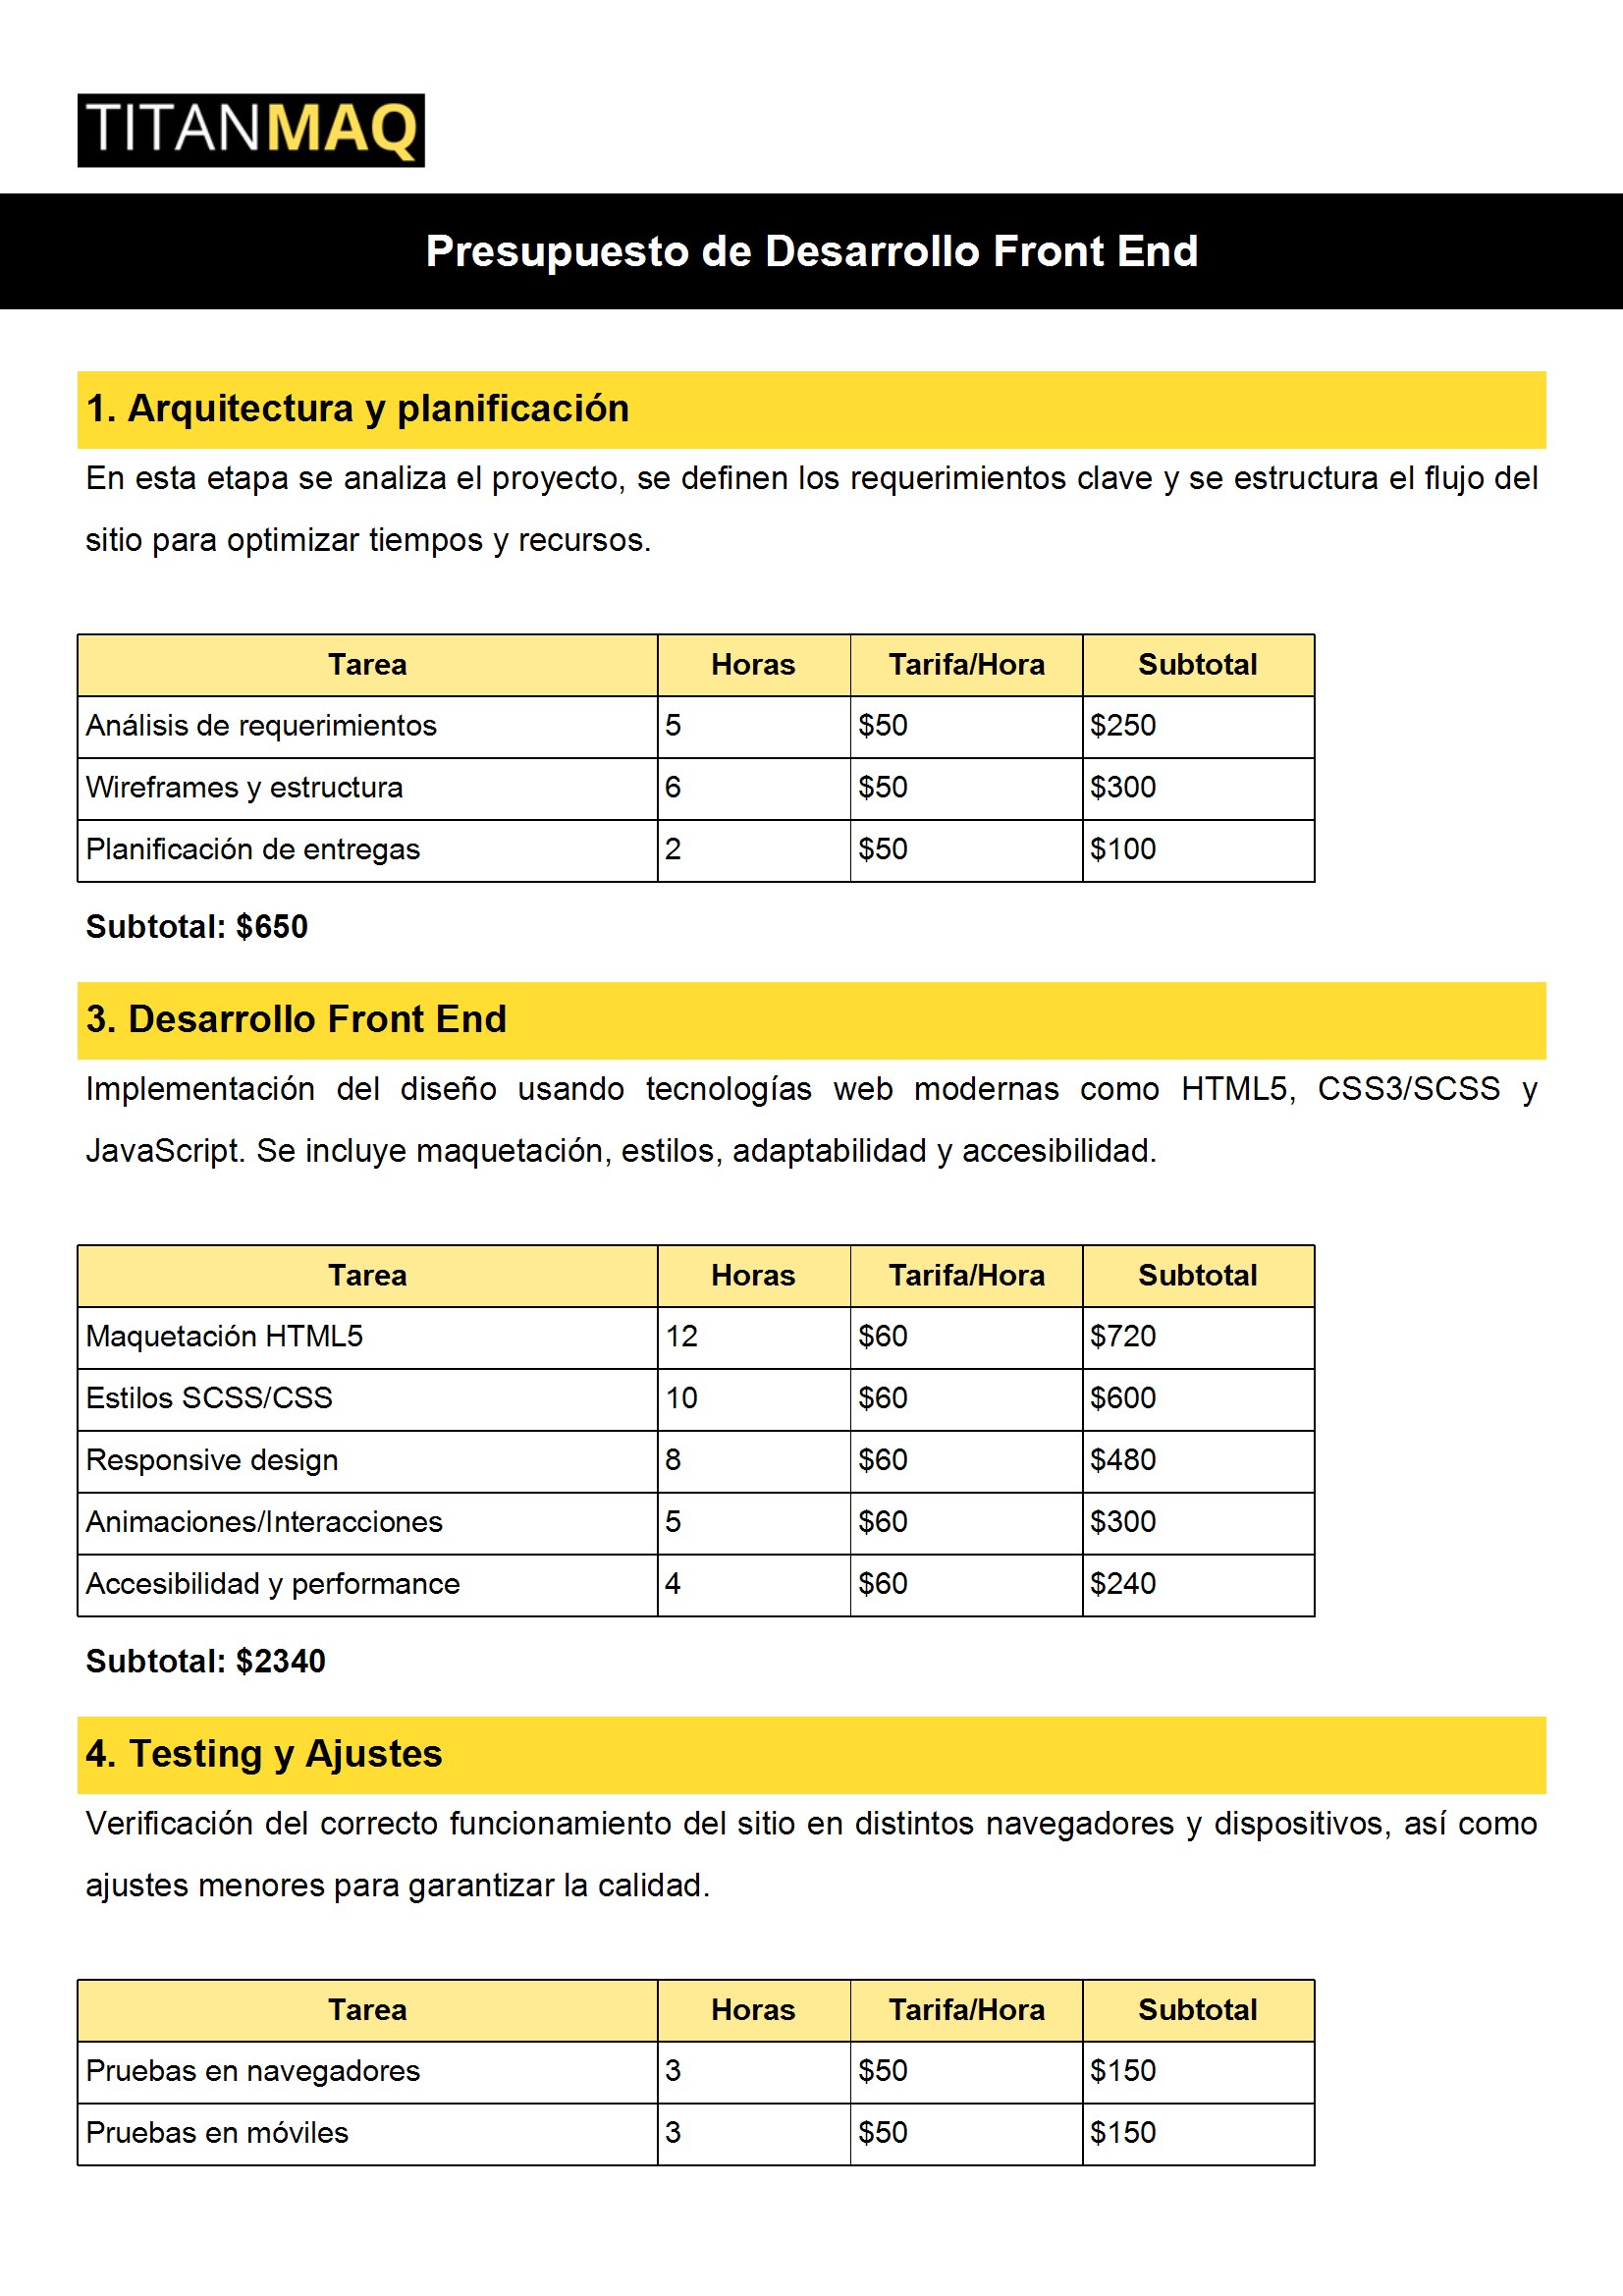 TITANMAQ
Presupuesto de Desarrollo Front End
1. Arquitectura y planificación
En esta etapa se analiza el proyecto, se definen los requerimientos clave y se estructura el flujo del
sitio para optimizar tiempos y recursos.
Tarea Horas Tarifa/Hora Subtotal
Análisis de requerimientos 5 $50 $250
Wireframes y estructura 6 $50 $300
Planificación de entregas 2 $50 $100
Subtotal: $650
3. Desarrollo Front End
Implementación del diseño usando tecnologías web modernas como HTML5, CSS3/SCSS y
JavaScript. Se incluye maquetación, estilos, adaptabilidad y accesibilidad.
Tarea Horas Tarifa/Hora Subtotal
Maquetación HTML5 12 $60 $720
Estilos SCSS/CSS 10 $60 $600
Responsive design 8 $60 $480
Animaciones/Interacciones 5 $60 $300
Accesibilidad y performance 4 $60 $240
Subtotal: $2340
4. Testing y Ajustes
Verificación del correcto funcionamiento del sitio en distintos navegadores y dispositivos, así como
ajustes menores para garantizar la calidad.
Tarea Horas Tarifa/Hora Subtotal
Pruebas en navegadores 3 $50 $150
Pruebas en móviles 3 $50 $150